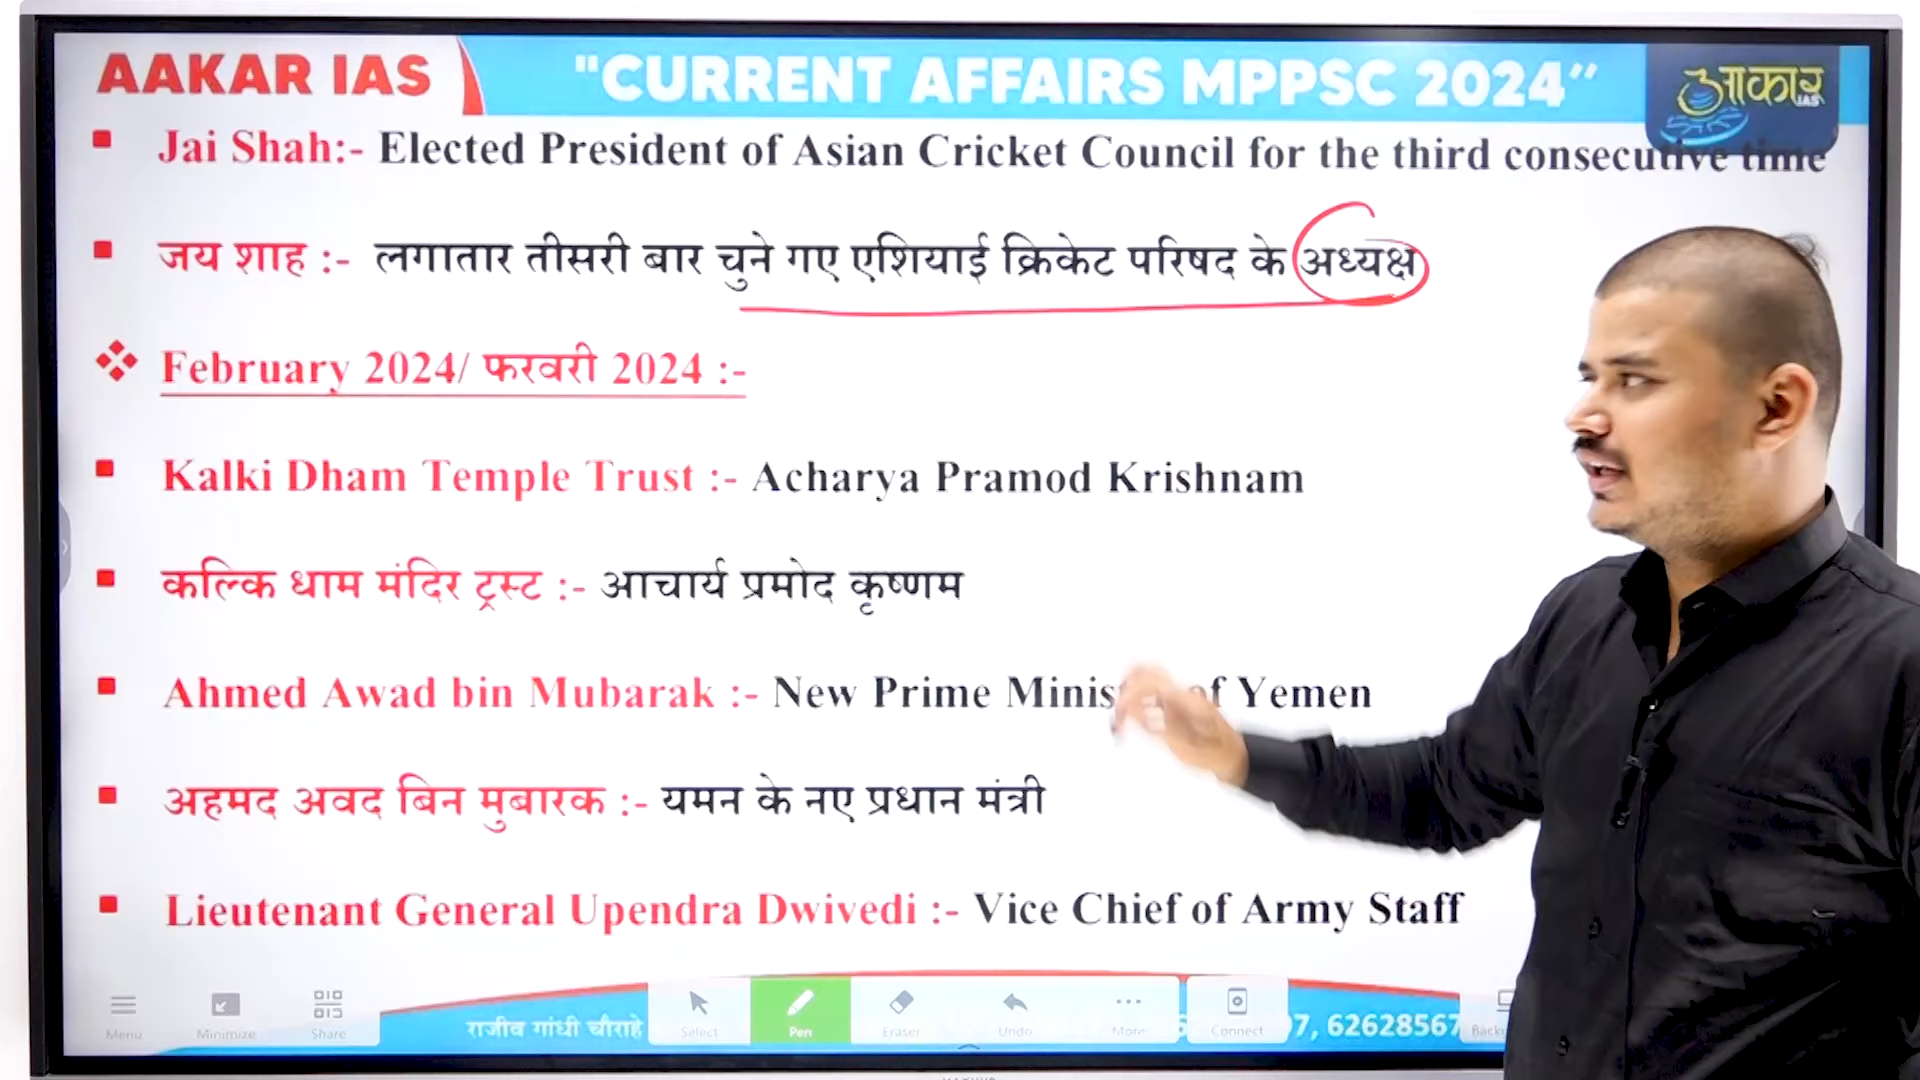 AAKAR IAS
"CURRENT AFFAIRS MPPSC 2024”
आकार
IAS
Jai Shah:- Elected President of Asian Cricket Council for the third consecutive time
जय शाह :- लगातार तीसरी बार चुने गए एशियाई क्रिकेट परिषद के अध्यक्ष
February 2024/ फरवरी 2024 :-
Kalki Dham Temple Trust :- Acharya Pramod Krishnam
कल्कि धाम मंदिर ट्रस्ट :- आचार्य प्रमोद कृष्णम
Ahmed Awad bin Mubarak :- New Prime Minis of Yemen
अहमद अवद बिन मुबारक :- यमन के नए प्रधान मंत्री
Lieutenant General Upendra Dwivedi :- Vice Chief of Army Staff
Menu Minimize Share Select Pen Eraser Undo More Connect
राजीव गांधी चौराहे